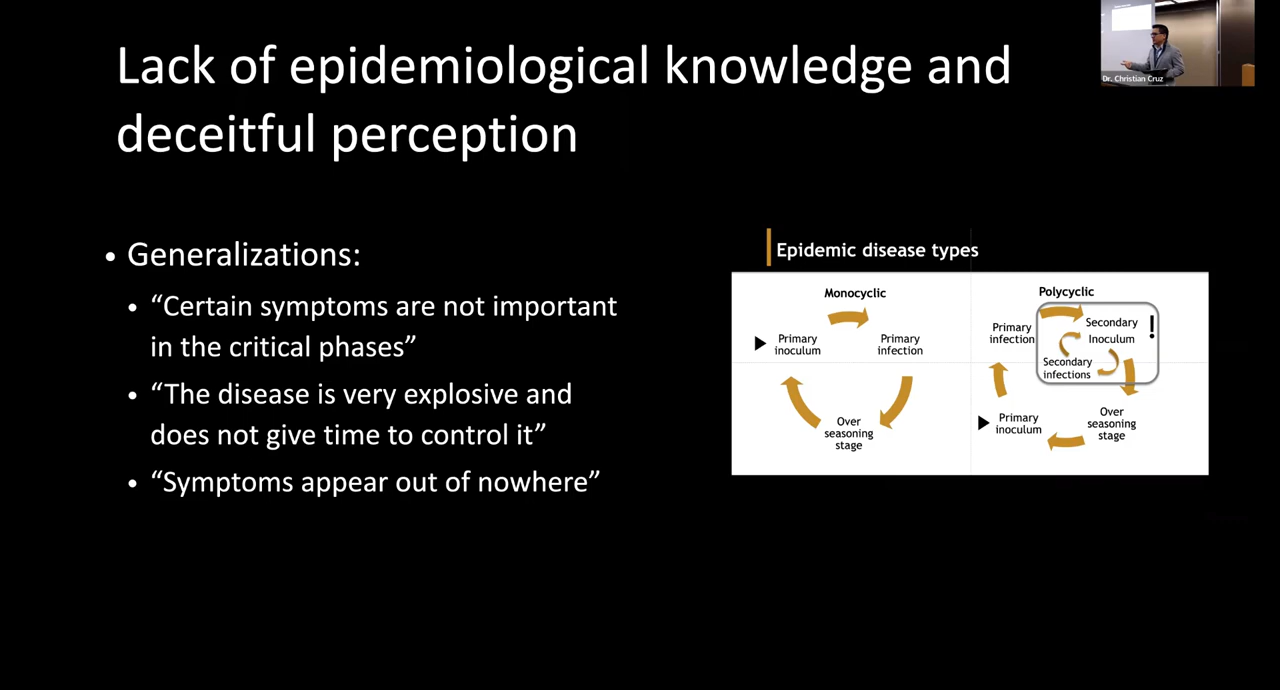 Lack of epidemiological knowledge and
deceitful perception
Dr. Christian Cruz
• Generalizations:
• “Certain symptoms are not important
in the critical phases”
• “The disease is very explosive and
does not give time to control it”
• “Symptoms appear out of nowhere”
Epidemic disease types
Monocyclic
Primary
inoculum
Primary
infection
Over
seasoning
stage
Polycyclic
Primary
infection
Secondary
Inoculum
!
Secondary
infections
Primary
inoculum
Over
seasoning
stage